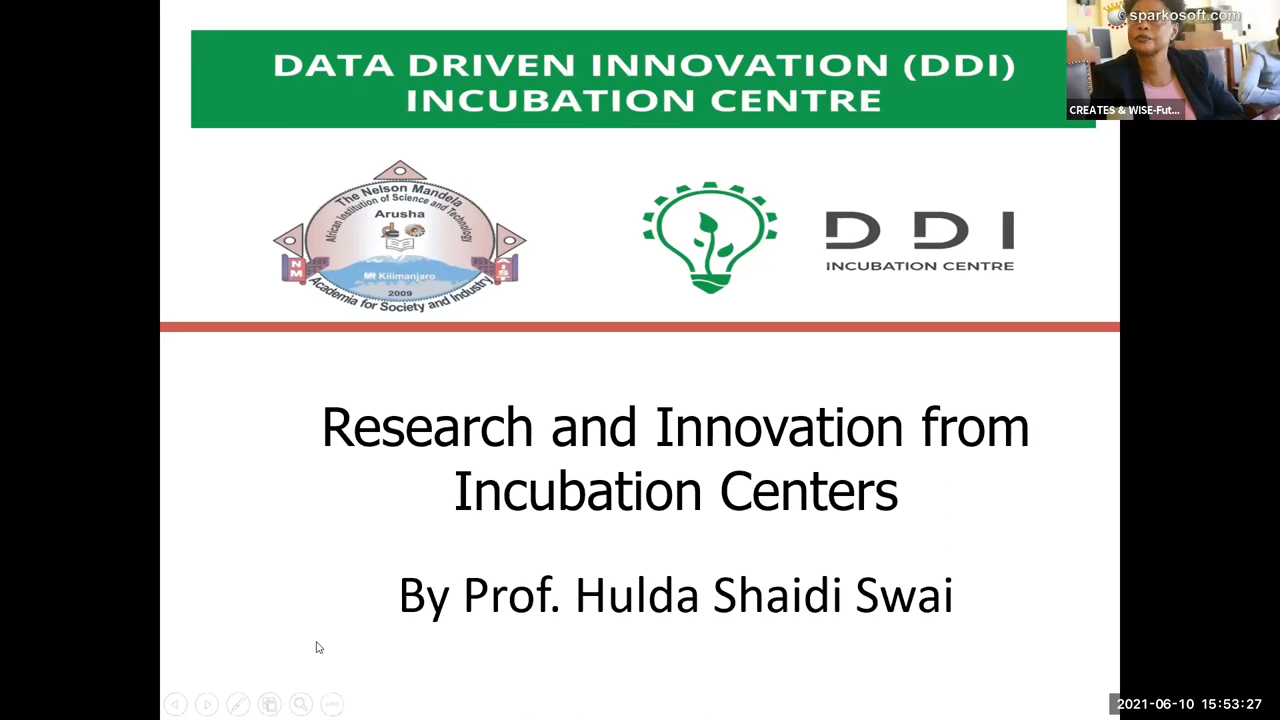 DATA DRIVEN INNOVATION (DDI)
INCUBATION CENTRE
© sparkosoft.com
CREATES & WISE-Fut...
The Nelson Mandela
African Institution of Science and Technology
Arusha
NM
AIST
Mt Kilimanjaro
2009
Academia for Society and Industry
DDI
INCUBATION CENTRE
Research and Innovation from
Incubation Centers
By Prof. Hulda Shaidi Swai
2021-06-10 15:53:27